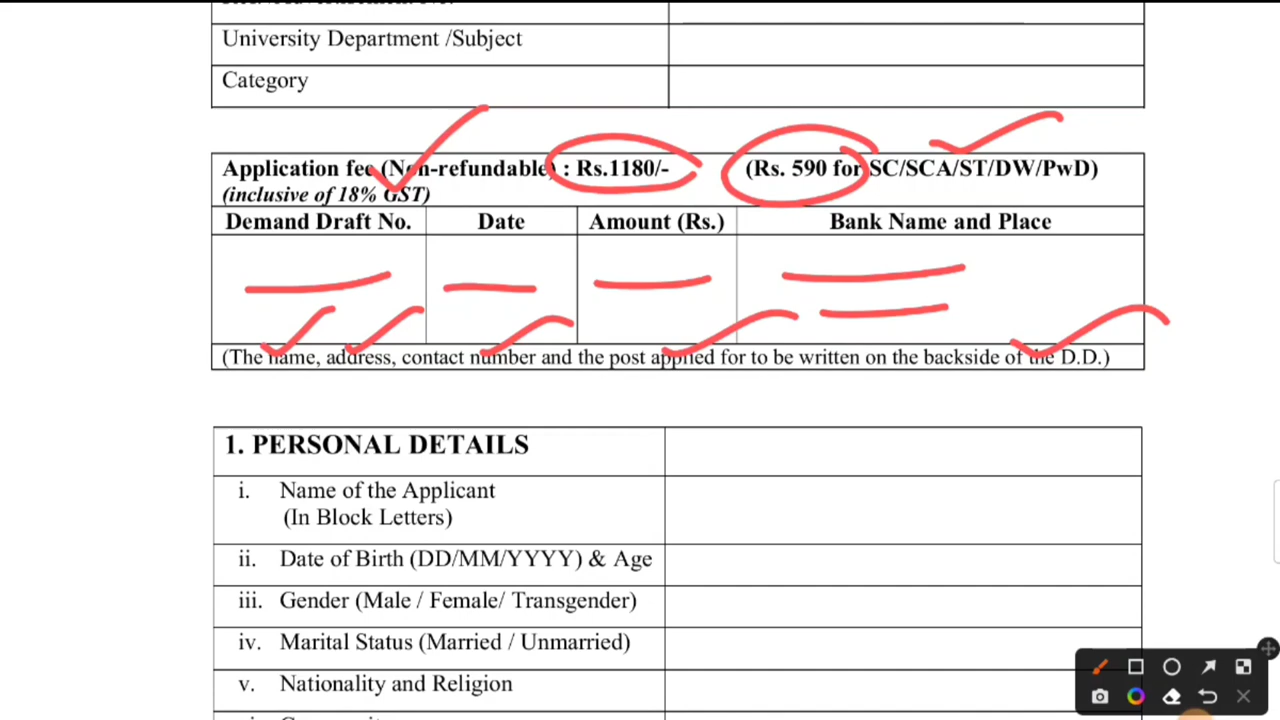 University Department /Subject
Category
Application fee (Non-refundable) : Rs.1180/- (Rs. 590 for SC/SCA/ST/DW/PwD)
(inclusive of 18% GST)
Demand Draft No. Date Amount (Rs.) Bank Name and Place
(The name, address, contact number and the post applied for to be written on the backside of the D.D.)
1. PERSONAL DETAILS
i. Name of the Applicant
(In Block Letters)
ii. Date of Birth (DD/MM/YYYY) & Age
iii. Gender (Male / Female/ Transgender)
iv. Marital Status (Married / Unmarried)
v. Nationality and Religion